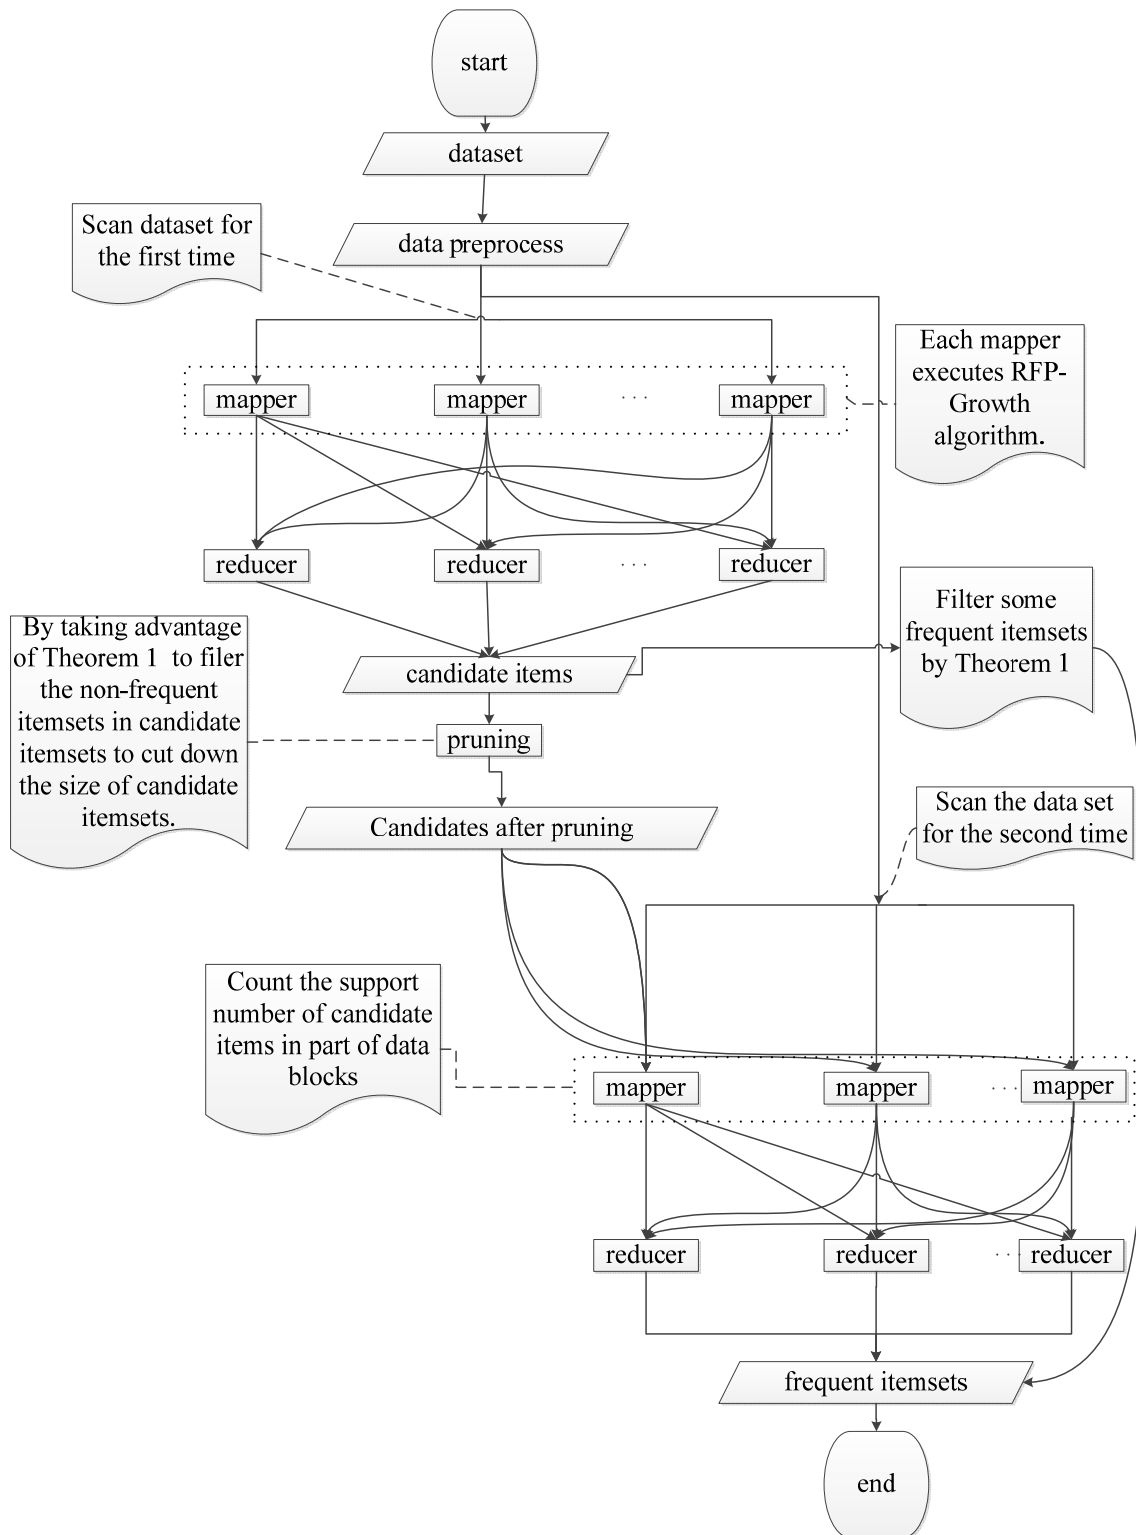 start
dataset
Scan dataset for
the first time
data preprocess
Each mapper
executes RFP-
Growth
algorithm.
mapper
mapper
. . .
mapper
reducer
reducer
. . .
reducer
Filter some
frequent itemsets
by Theorem 1
By taking advantage
of Theorem 1 to filer
the non-frequent
itemsets in candidate
itemsets to cut down
the size of candidate
itemsets.
candidate items
pruning
Scan the data set
for the second time
Candidates after pruning
Count the support
number of candidate
items in part of data
blocks
mapper
mapper
. . .
mapper
reducer
reducer
. . .
reducer
frequent itemsets
end